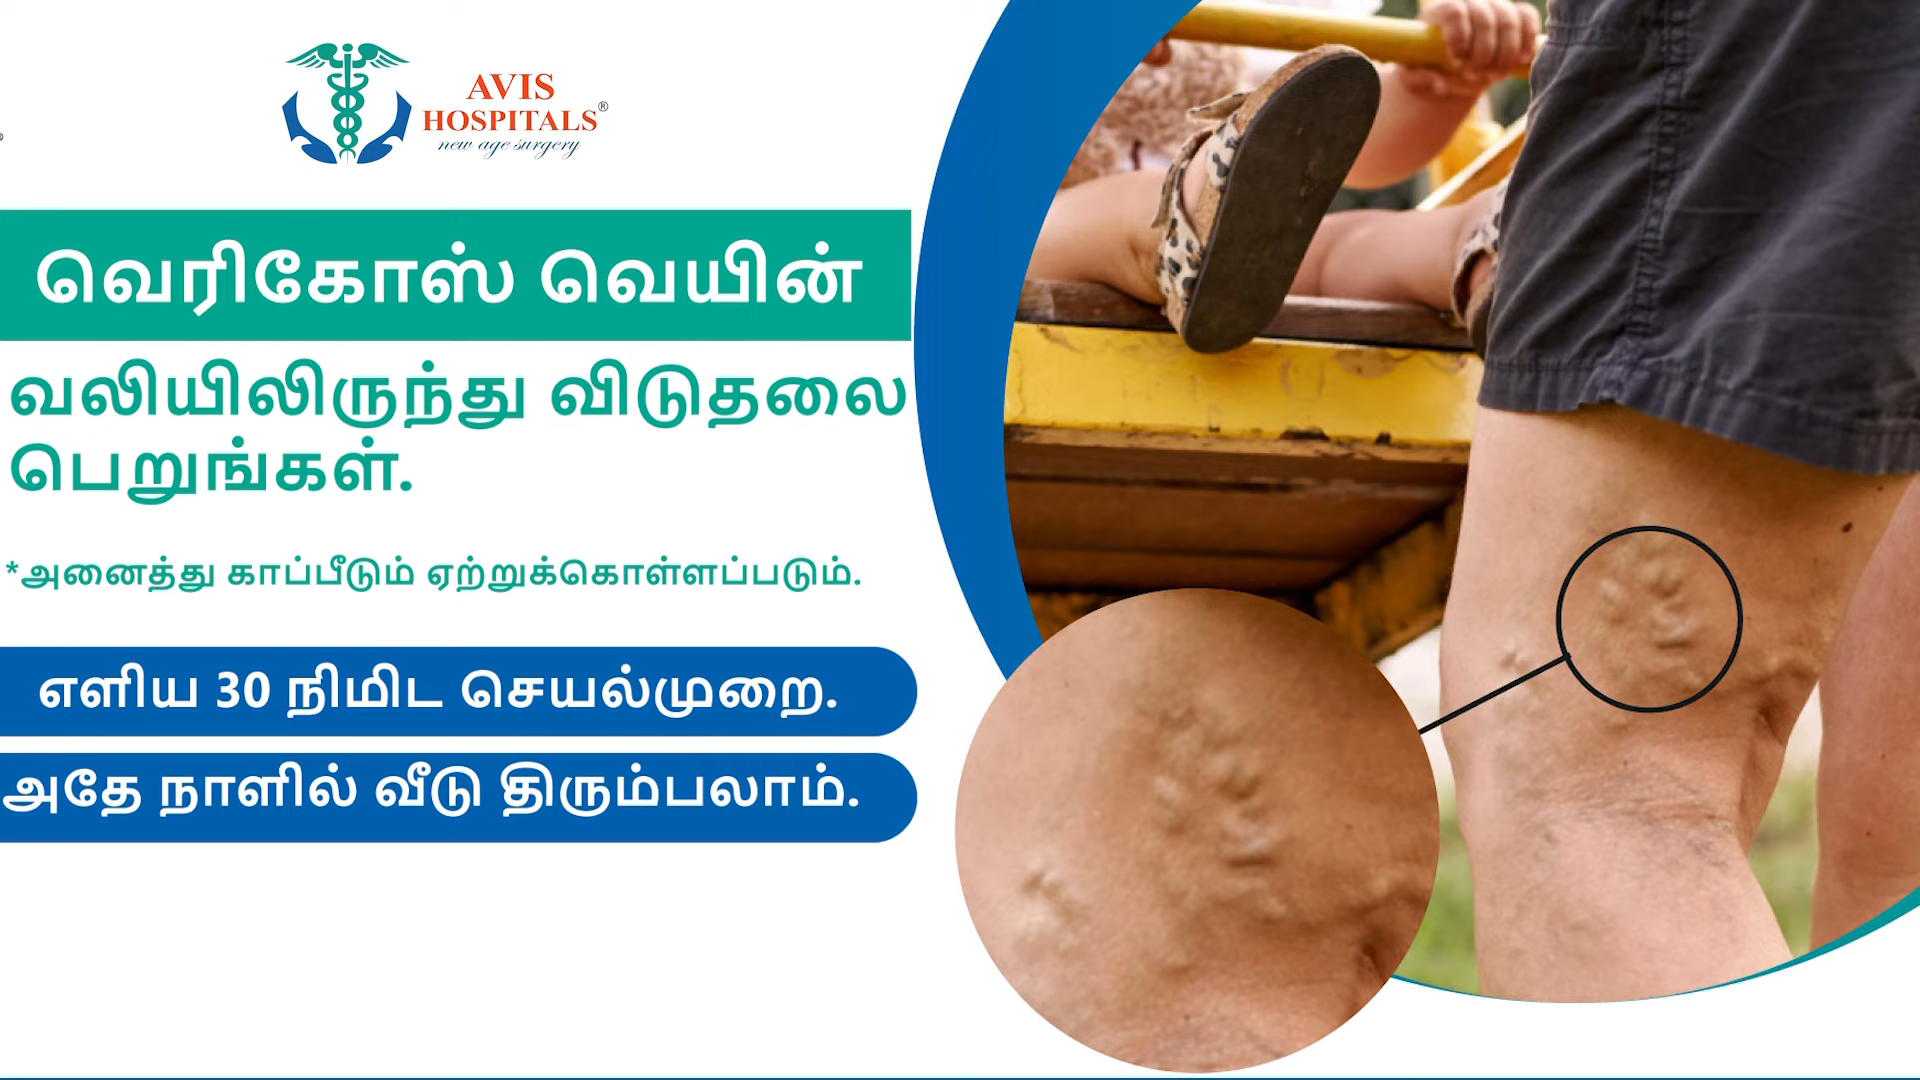 AVIS
HOSPITALS®
new age surgery
®
வெரிகோஸ் வெயின்
வலியிலிருந்து விடுதலை
பெறுங்கள்.
*அனைத்து காப்பீடும் ஏற்றுக்கொள்ளப்படும்.
எளிய 30 நிமிட செயல்முறை.
அதே நாளில் வீடு திரும்பலாம்.